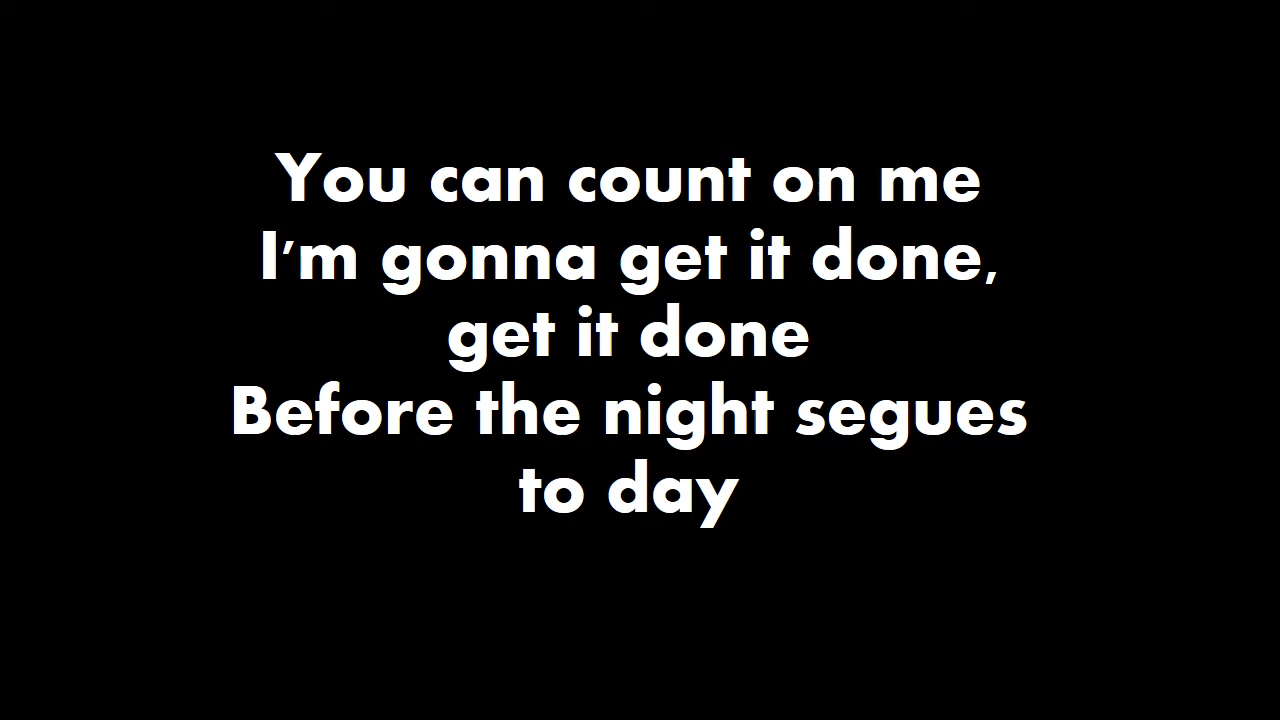 You can count on me
I'm gonna get it done,
get it done
Before the night segues
to day